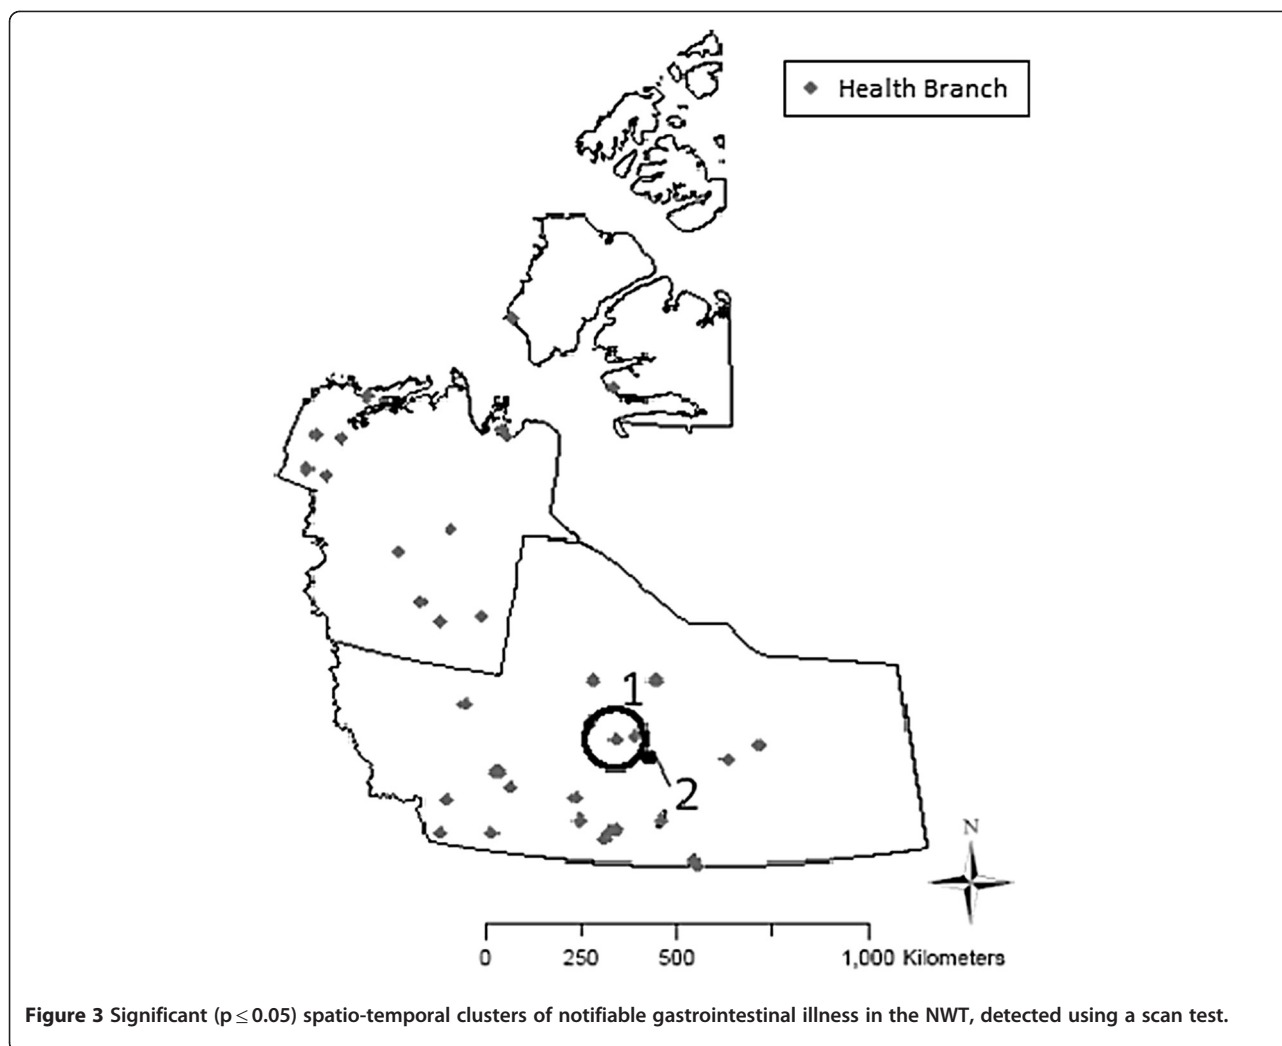 Health Branch
1
2
N
0 250 500 1,000 Kilometers
Figure 3 Significant (p ≤ 0.05) spatio-temporal clusters of notifiable gastrointestinal illness in the NWT, detected using a scan test.